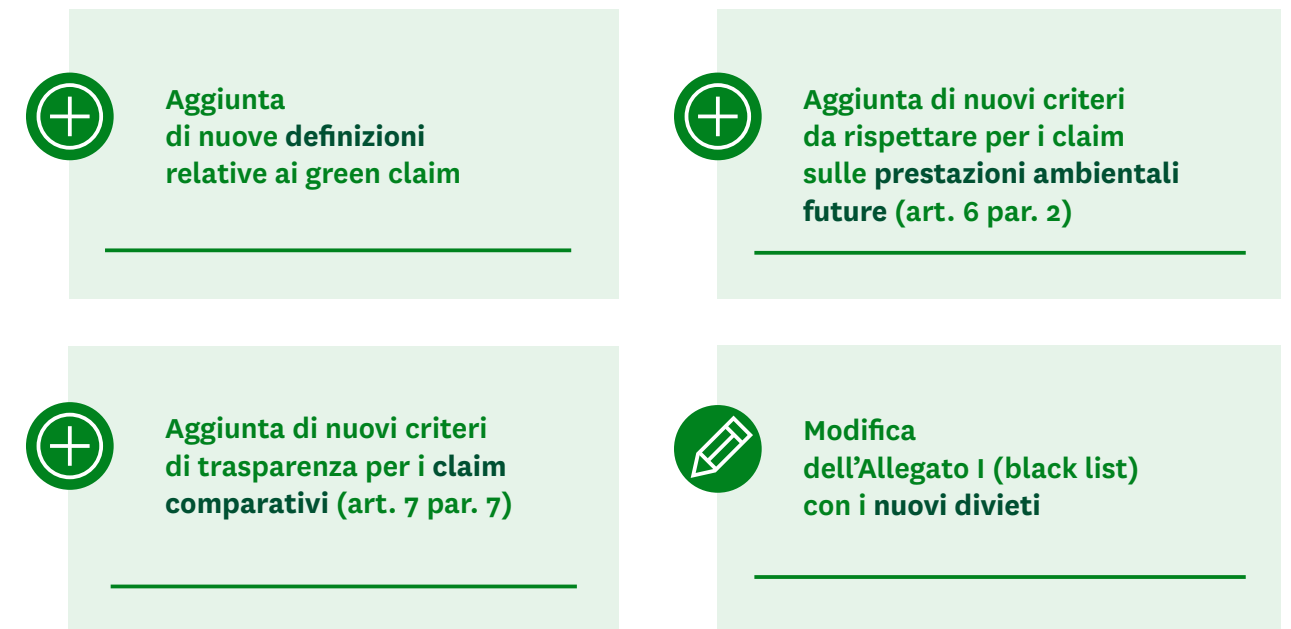 Aggiunta
di nuove definizioni
relative ai green claim
Aggiunta di nuovi criteri
da rispettare per i claim
sulle prestazioni ambientali
future (art. 6 par. 2)
Aggiunta di nuovi criteri
di trasparenza per i claim
comparativi (art. 7 par. 7)
Modifica
dell’Allegato I (black list)
con i nuovi divieti